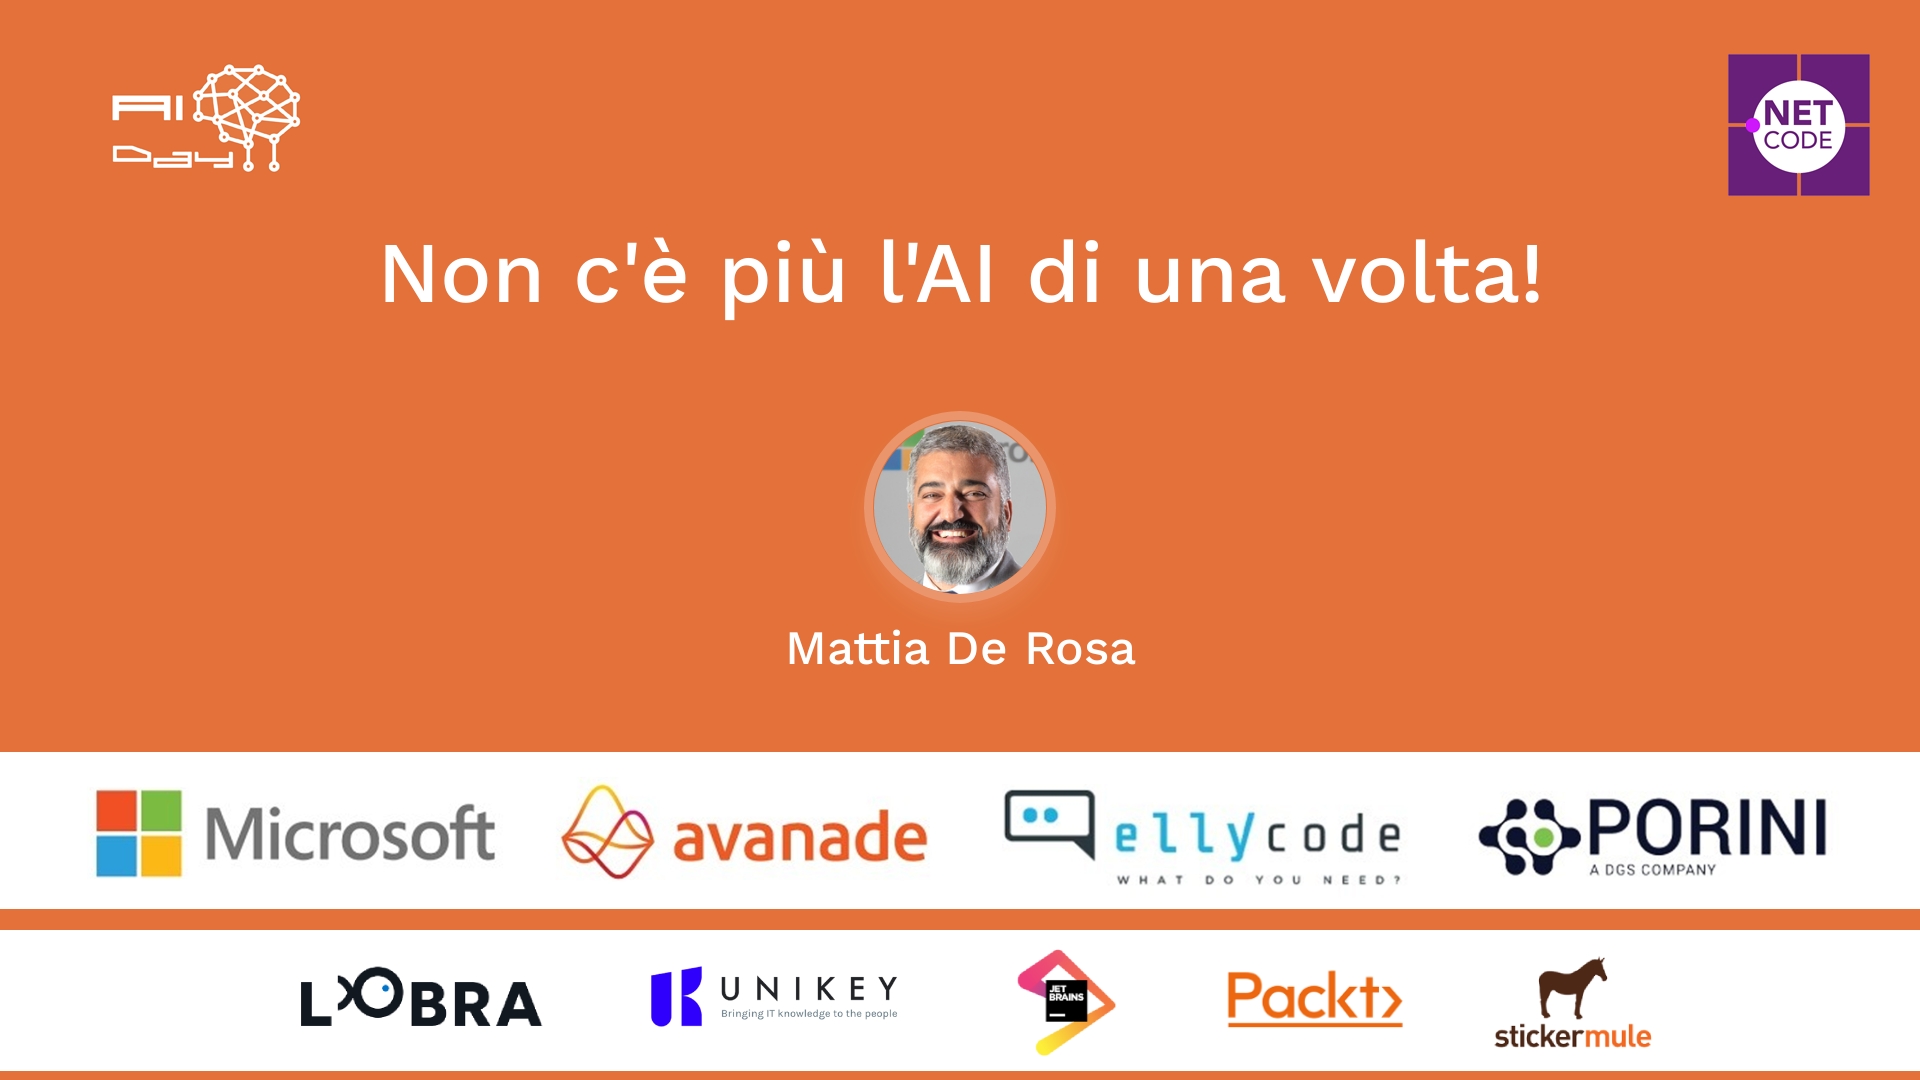 AI
Day
NET
CODE
Non c'è più l'AI di una volta!
Mattia De Rosa
Microsoft
avanade
ellycode
WHAT DO YOU NEED?
PORINI
A DGS COMPANY
LOBRA
UNIKEY
Bringing IT knowledge to the people
JET
BRAINS
Packt
stickermule